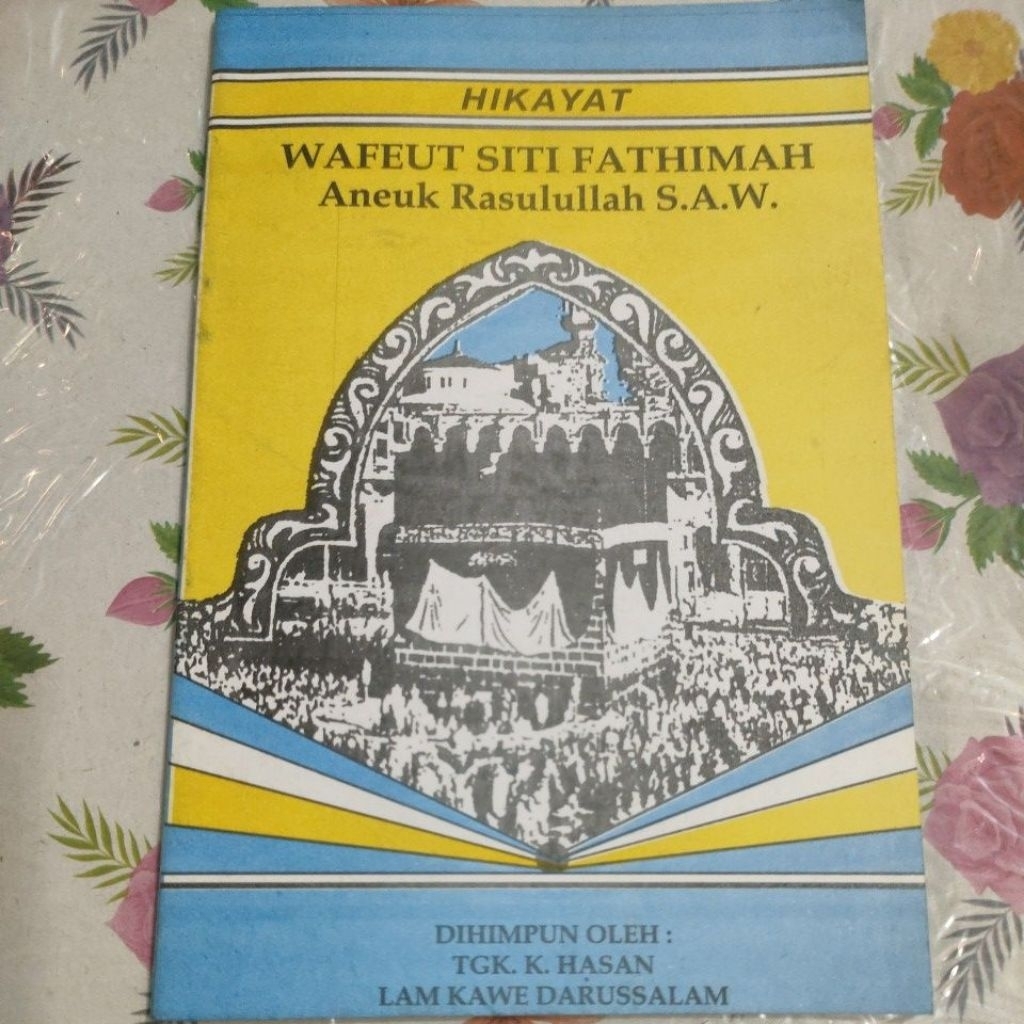 HIKAYAT
WAFEUT SITI FATHIMAH
Aneuk Rasulullah S.A.W.
DIHIMPUN OLEH :
TGK. K. HASAN
LAM KAWE DARUSSALAM